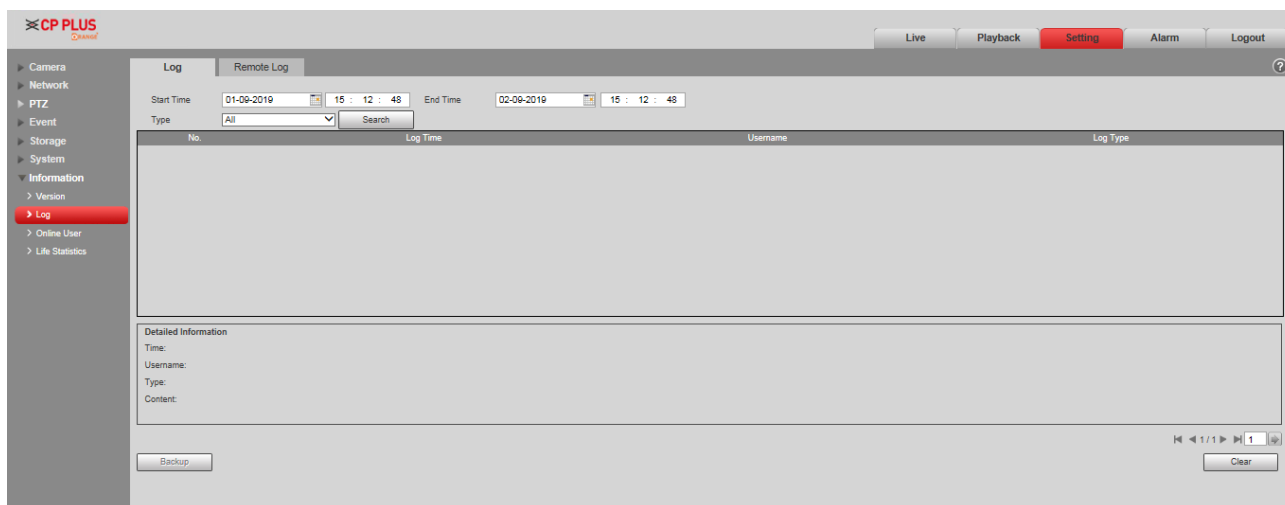 CP PLUS
ORANGE
Live Playback Setting Alarm Logout
Camera
Network
PTZ
Event
Storage
System
Information
> Version
> Log
> Online User
> Life Statistics
Log Remote Log
?
Start Time 01-09-2019 15 : 12 : 48 End Time 02-09-2019 15 : 12 : 48
Type All Search
No. Log Time Username Log Type
Detailed Information
Time:
Username:
Type:
Content:
1 / 1 1
Backup Clear